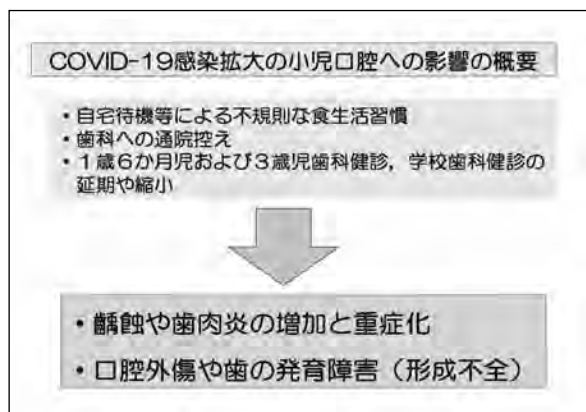 COVID-19感染拡大の小児口腔への影響の概要
・自宅待機等による不規則な食生活習慣
・歯科への通院控え
・1歳6か月児および3歳児歯科健診，学校歯科健診の
延期や縮小
・齲蝕や歯肉炎の増加と重症化
・口腔外傷や歯の発育障害（形成不全）